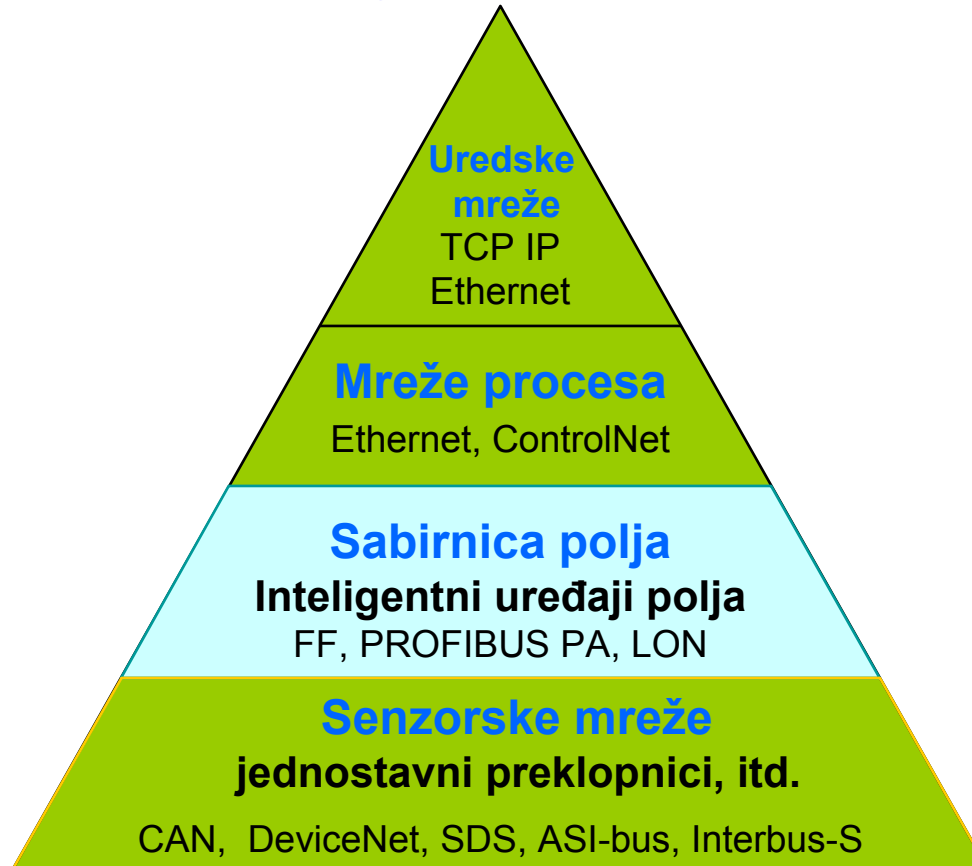 Uredske
mreže
TCP IP
Ethernet
Mreže procesa
Ethernet, ControlNet
Sabirnica polja
Inteligentni uređaji polja
FF, PROFIBUS PA, LON
Senzorske mreže
jednostavni preklopnici, itd.
CAN, DeviceNet, SDS, ASI-bus, Interbus-S